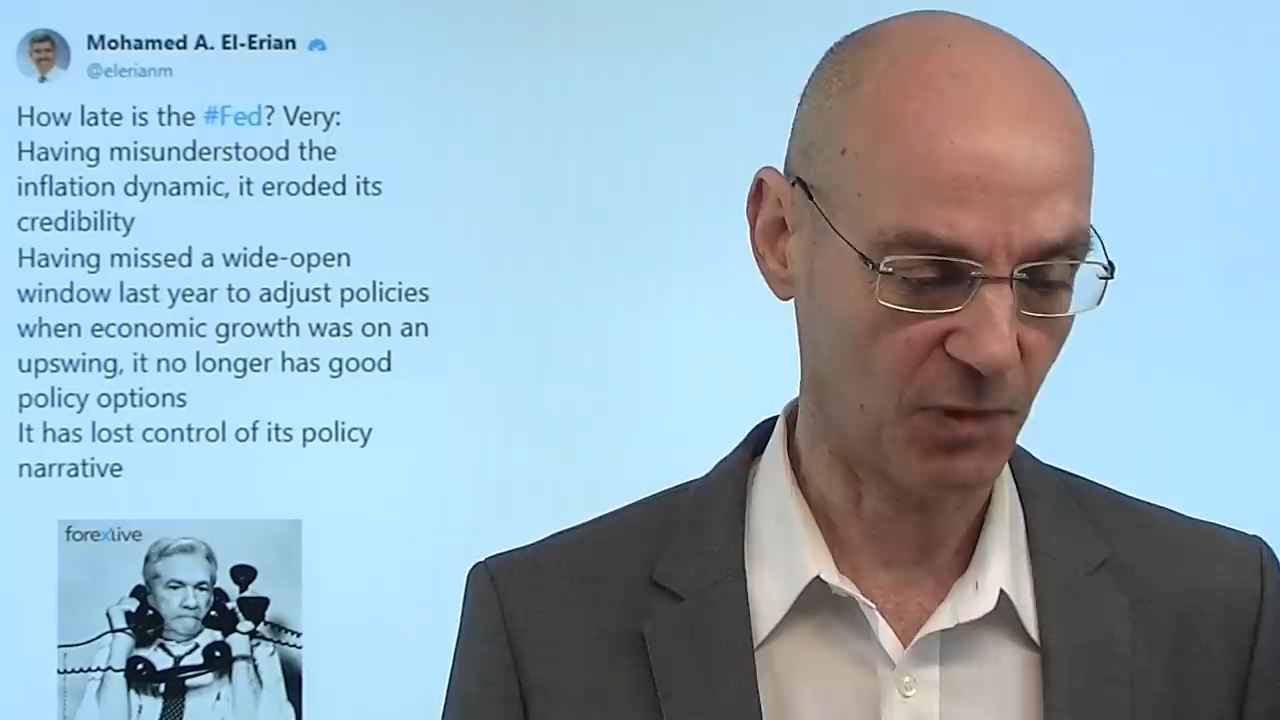 Mohamed A. El-Erian
@elerianm
How late is the #Fed? Very:
Having misunderstood the
inflation dynamic, it eroded its
credibility
Having missed a wide-open
window last year to adjust policies
when economic growth was on an
upswing, it no longer has good
policy options
It has lost control of its policy
narrative
forexlive